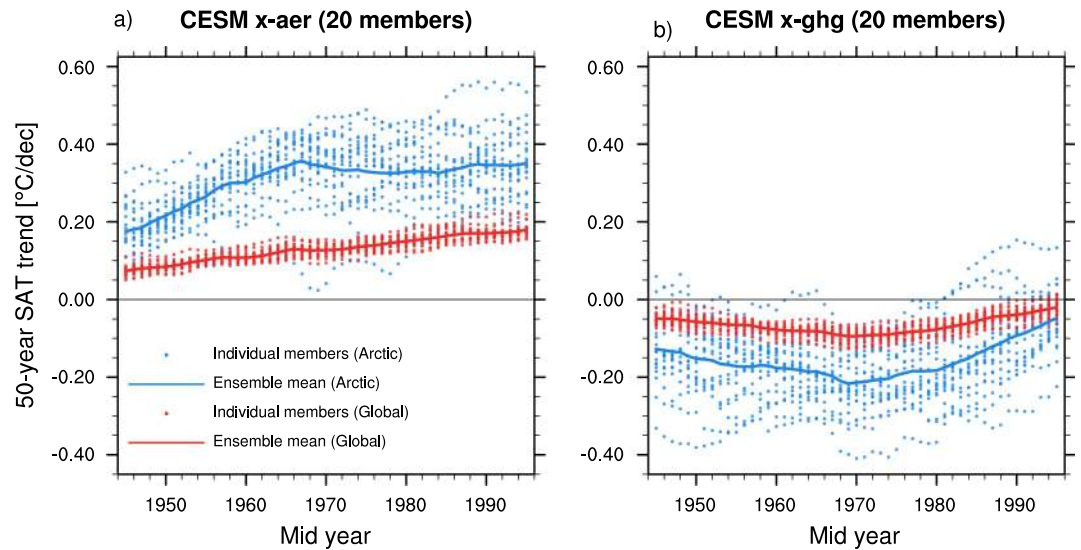 a) CESM x-aer (20 members)
b) CESM x-ghg (20 members)
50-year SAT trend [°C/dec]
0.60
0.40
0.20
0.00
-0.20
-0.40
Individual members (Arctic)
Ensemble mean (Arctic)
Individual members (Global)
Ensemble mean (Global)
1950 1960 1970 1980 1990
Mid year
0.60
0.40
0.20
0.00
-0.20
-0.40
1950 1960 1970 1980 1990
Mid year